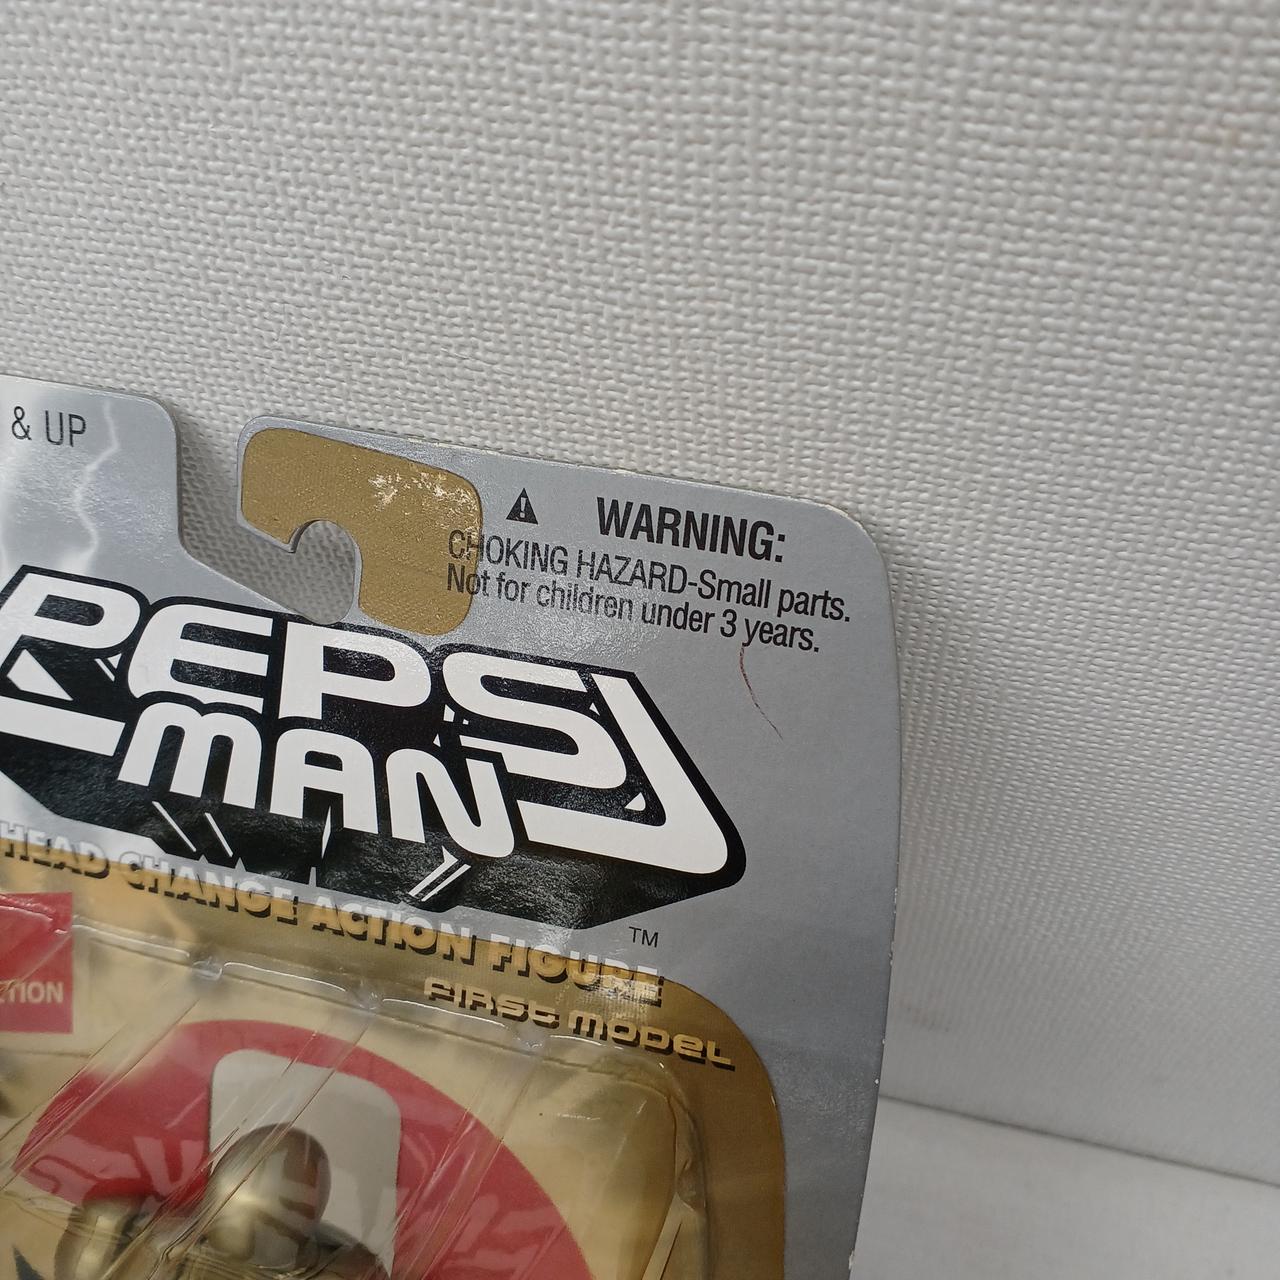 & UP
WARNING:
CHOKING HAZARD-Small parts.
Not for children under 3 years.
PEPSI
MAN
TM
HEAD CHANGE ACTION FIGURE
FIRST MODEL